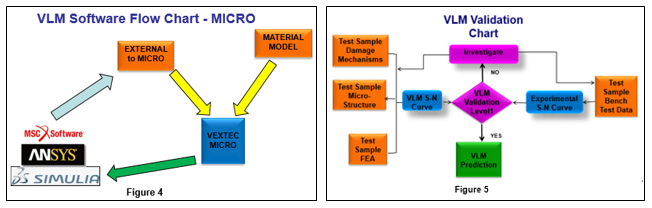 VLM Software Flow Chart - MICRO
EXTERNAL
to MICRO
MATERIAL
MODEL
VEXTEC
MICRO
MSC Software
ANSYS
SIMULIA
Figure 4
VLM Validation
Chart
Test Sample
Damage
Mechanisms
Investigate
NO
Test Sample
Micro-
Structure
VLM S-N
Curve
VLM
Validation
Level1
Experimental
S-N Curve
Test
Sample
Bench
Test Data
Test
Sample
FEA
YES
VLM
Prediction
Figure 5